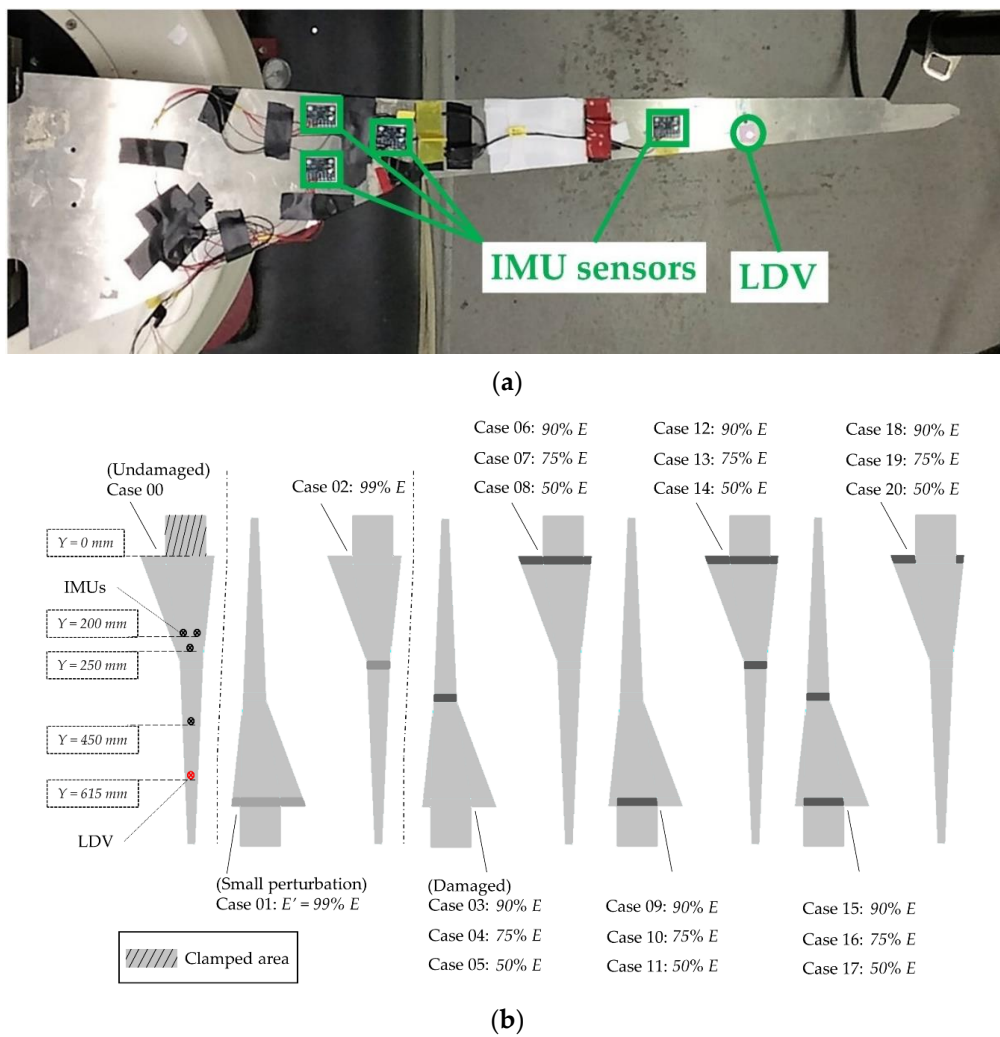 IMU sensors
LDV
(a)
Case 06: 90% E
Case 12: 90% E
Case 18: 90% E
(Undamaged)
Case 07: 75% E
Case 13: 75% E
Case 19: 75% E
Case 00
Case 02: 99% E
Case 08: 50% E
Case 14: 50% E
Case 20: 50% E
Y = 0 mm
IMUs
Y = 200 mm
Y = 250 mm
Y = 450 mm
Y = 615 mm
LDV
(Small perturbation)
Case 01: E' = 99% E
(Damaged)
Case 03: 90% E
Case 04: 75% E
Case 05: 50% E
Case 09: 90% E
Case 10: 75% E
Case 11: 50% E
Case 15: 90% E
Case 16: 75% E
Case 17: 50% E
Clamped area
(b)